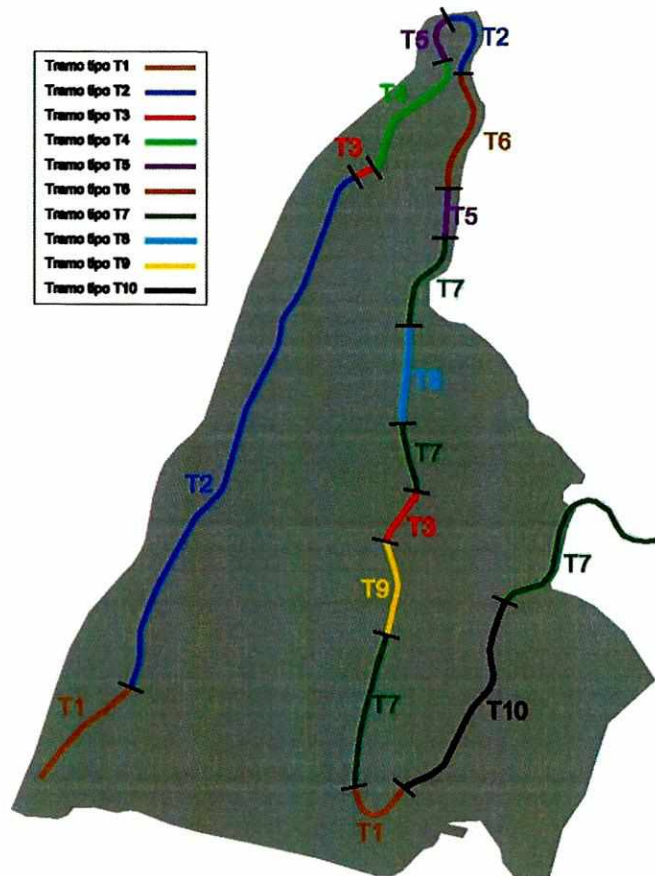 Tramo tipo T1
Tramo tipo T2
Tramo tipo T3
Tramo tipo T4
Tramo tipo T5
Tramo tipo T6
Tramo tipo T7
Tramo tipo T8
Tramo tipo T9
Tramo tipo T10
T5
T2
T4
T3
T6
T5
T7
T8
T7
T2
T3
T7
T9
T1
T7
T10
T1